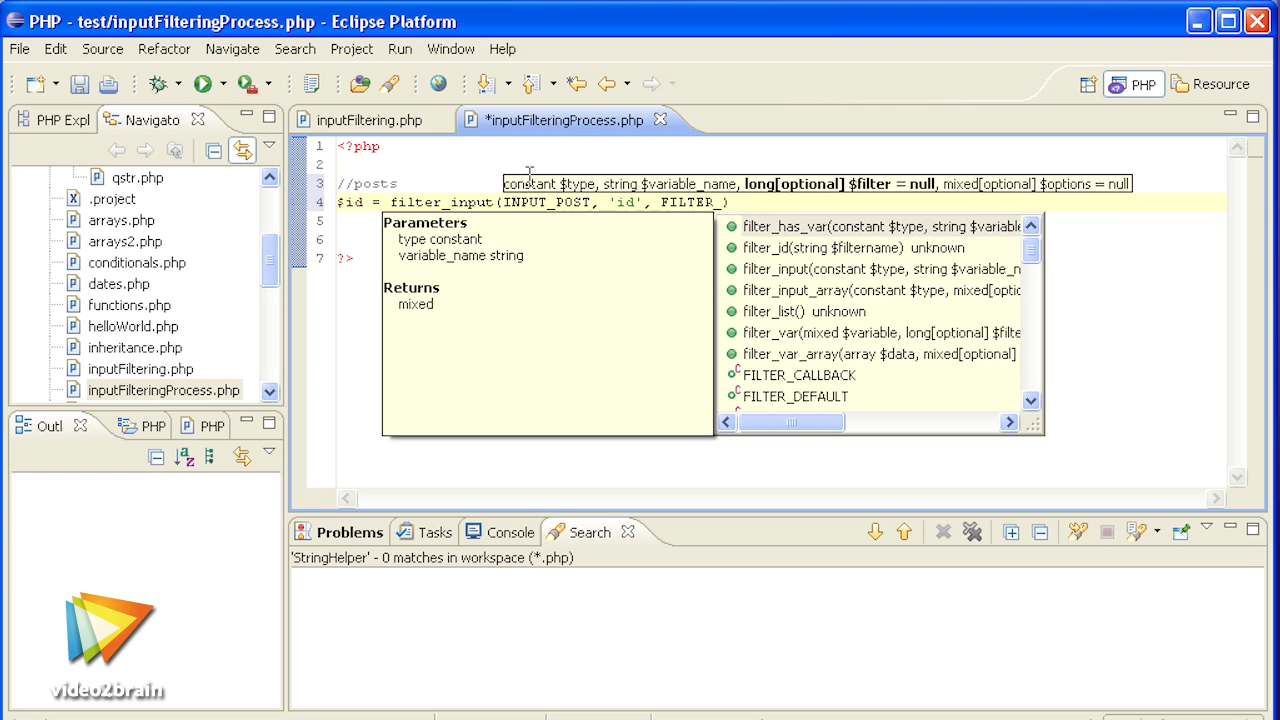 PHP - test/inputFilteringProcess.php - Eclipse Platform
File Edit Source Refactor Navigate Search Project Run Window Help
PHP Resource
PHP Expl Navigato
inputFiltering.php *inputFilteringProcess.php
qstr.php
.project
arrays.php
arrays2.php
conditionals.php
dates.php
functions.php
helloWorld.php
inheritance.php
inputFiltering.php
inputFilteringProcess.php
1 <?php
2
3 //posts
constant $type, string $variable_name, long[optional] $filter = null, mixed[optional] $options = null
4 $id = filter_input(INPUT_POST, 'id', FILTER_)
5
6
7 ?>
Parameters
type constant
variable_name string
Returns
mixed
filter_has_var(constant $type, string $variable
filter_id(string $filtername) unknown
filter_input(constant $type, string $variable_n
filter_input_array(constant $type, mixed[optio
filter_list() unknown
filter_var(mixed $variable, long[optional] $filte
filter_var_array(array $data, mixed[optional]
FILTER_CALLBACK
FILTER_DEFAULT
Outl PHP PHP
Problems Tasks Console Search
'StringHelper' - 0 matches in workspace (*.php)
video2brain